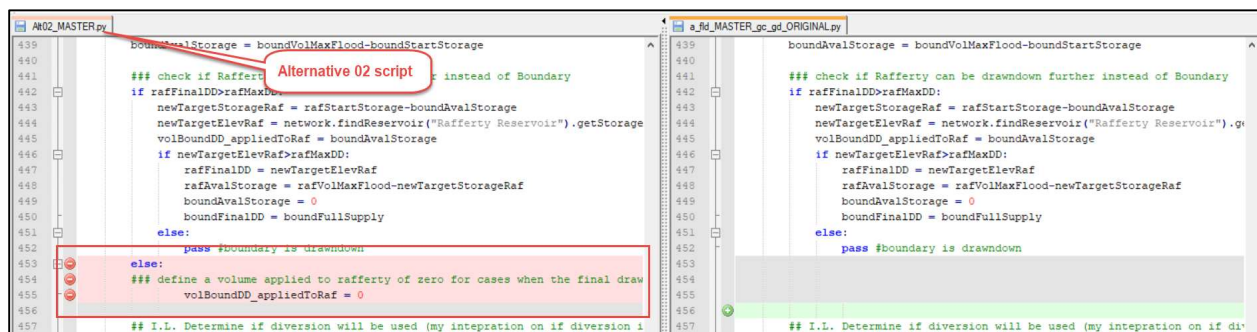 Alt02_MASTER.py
439 boundAvalStorage = boundVolMaxFlood-boundStartStorage
440
441 ### check if Raffert r instead of Boundary
Alternative 02 script
442 if rafFinalDD>rafMaxDD:
443 newTargetStorageRaf = rafStartStorage-boundAvalStorage
444 newTargetElevRaf = network.findReservoir("Rafferty Reservoir").getStorage
445 volBoundDD_appliedToRaf = boundAvalStorage
446 if newTargetElevRaf>rafMaxDD:
447 rafFinalDD = newTargetElevRaf
448 rafAvalStorage = rafVolMaxFlood-newTargetStorageRaf
449 boundAvalStorage = 0
450 boundFinalDD = boundFullSupply
451 else:
452 pass #boundary is drawndown
453 else:
454 ### define a volume applied to rafferty of zero for cases when the final draw
455 volBoundDD_appliedToRaf = 0
456
457 ## I.L. Determine if diversion will be used (my intepration on if diversion i
a_fld_MASTER_gc_gd_ORIGINAL.py
439 boundAvalStorage = boundVolMaxFlood-boundStartStorage
440
441 ### check if Rafferty can be drawndown further instead of Boundary
442 if rafFinalDD>rafMaxDD:
443 newTargetStorageRaf = rafStartStorage-boundAvalStorage
444 newTargetElevRaf = network.findReservoir("Rafferty Reservoir").ge
445 volBoundDD_appliedToRaf = boundAvalStorage
446 if newTargetElevRaf>rafMaxDD:
447 rafFinalDD = newTargetElevRaf
448 rafAvalStorage = rafVolMaxFlood-newTargetStorageRaf
449 boundAvalStorage = 0
450 boundFinalDD = boundFullSupply
451 else:
452 pass #boundary is drawndown
453
454
455
456
457 ## I.L. Determine if diversion will be used (my intepration on if di